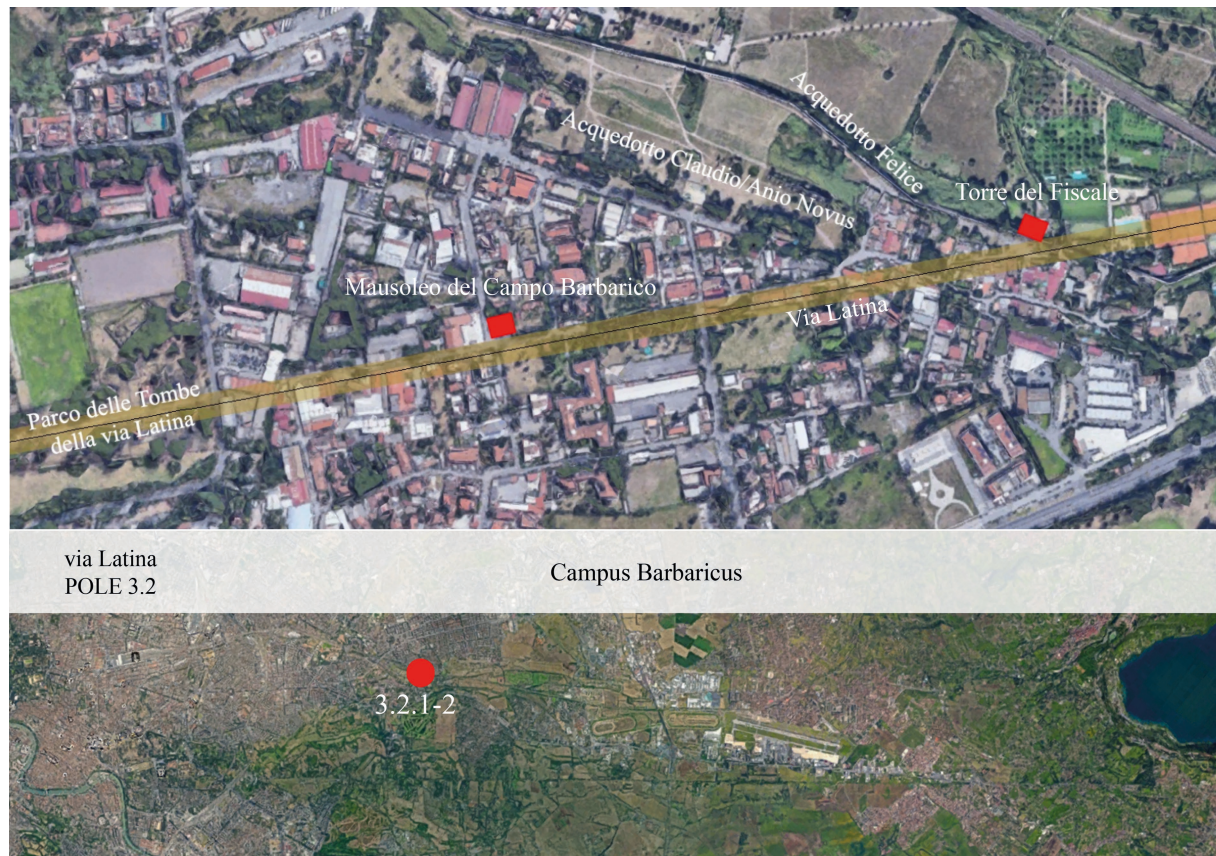 Acquedotto Felice
Acquedotto Claudio/Anio Novus
Torre del Fiscale
Mausoleo del Campo Barbarico
Via Latina
Parco delle Tombe
della via Latina
via Latina
POLE 3.2
Campus Barbaricus
3.2.1-2